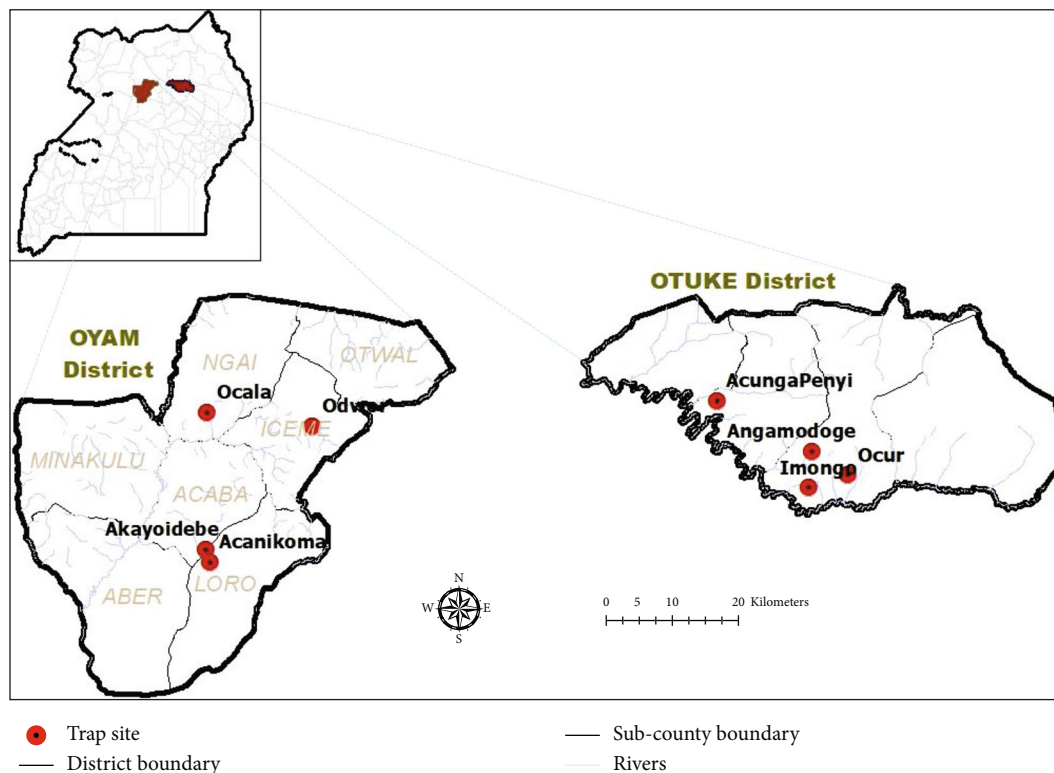 OTUKE District
OYAM
District
NGAI
OTWAL
Ocala
AcungaPenyi
ICEME
Angamodoge
MINAKULU
Ocur
Imongo
ACABA
Akayoidebe
Acanikoma
LORO
ABER
N
W
E
S
0 5 10 20 Kilometers
Trap site
Sub-county boundary
District boundary
Rivers